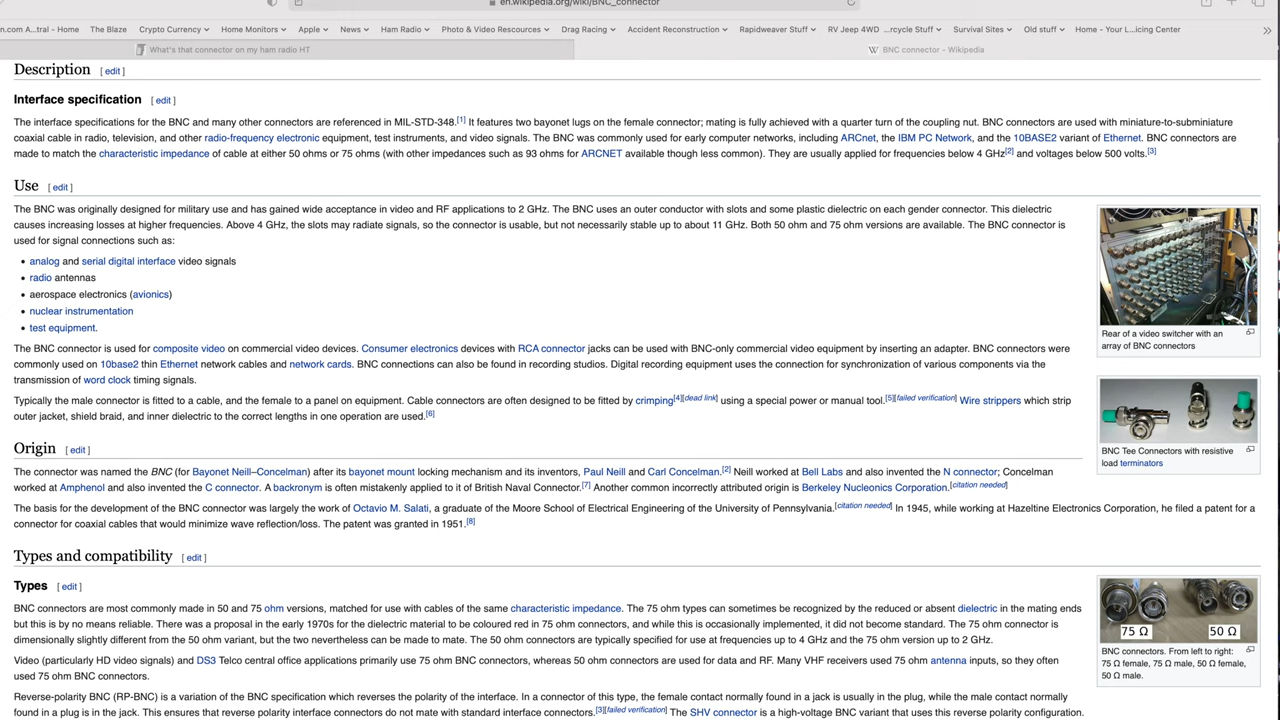 en.wikipedia.org/wiki/BNC_connector
n.com A...tral - Home The Blaze Crypto Currency Home Monitors Apple News Ham Radio Photo & Video Rescources Drag Racing Accident Reconstruction Rapidweaver Stuff RV Jeep 4WD ...rcycle Stuff Survival Sites Old stuff Home - Your L...icing Center
What's that connector on my ham radio HT
BNC connector - Wikipedia
Description [ edit ]
Interface specification [ edit ]
The interface specifications for the BNC and many other connectors are referenced in MIL-STD-348.[1] It features two bayonet lugs on the female connector; mating is fully achieved with a quarter turn of the coupling nut. BNC connectors are used with miniature-to-subminiature
coaxial cable in radio, television, and other radio-frequency electronic equipment, test instruments, and video signals. The BNC was commonly used for early computer networks, including ARCnet, the IBM PC Network, and the 10BASE2 variant of Ethernet. BNC connectors are
made to match the characteristic impedance of cable at either 50 ohms or 75 ohms (with other impedances such as 93 ohms for ARCNET available though less common). They are usually applied for frequencies below 4 GHz[2] and voltages below 500 volts.[3]
Use [ edit ]
The BNC was originally designed for military use and has gained wide acceptance in video and RF applications to 2 GHz. The BNC uses an outer conductor with slots and some plastic dielectric on each gender connector. This dielectric
causes increasing losses at higher frequencies. Above 4 GHz, the slots may radiate signals, so the connector is usable, but not necessarily stable up to about 11 GHz. Both 50 ohm and 75 ohm versions are available. The BNC connector is
used for signal connections such as:
• analog and serial digital interface video signals
• radio antennas
• aerospace electronics (avionics)
• nuclear instrumentation
• test equipment.
The BNC connector is used for composite video on commercial video devices. Consumer electronics devices with RCA connector jacks can be used with BNC-only commercial video equipment by inserting an adapter. BNC connectors were
commonly used on 10base2 thin Ethernet network cables and network cards. BNC connections can also be found in recording studios. Digital recording equipment uses the connection for synchronization of various components via the
transmission of word clock timing signals.
Typically the male connector is fitted to a cable, and the female to a panel on equipment. Cable connectors are often designed to be fitted by crimping[4][dead link] using a special power or manual tool.[5][failed verification] Wire strippers which strip
outer jacket, shield braid, and inner dielectric to the correct lengths in one operation are used.[6]
Rear of a video switcher with an
array of BNC connectors
BNC Tee Connectors with resistive
load terminators
Origin [ edit ]
The connector was named the BNC (for Bayonet Neill–Concelman) after its bayonet mount locking mechanism and its inventors, Paul Neill and Carl Concelman.[2] Neill worked at Bell Labs and also invented the N connector; Concelman
worked at Amphenol and also invented the C connector. A backronym is often mistakenly applied to it of British Naval Connector.[7] Another common incorrectly attributed origin is Berkeley Nucleonics Corporation.[citation needed]
The basis for the development of the BNC connector was largely the work of Octavio M. Salati, a graduate of the Moore School of Electrical Engineering of the University of Pennsylvania.[citation needed] In 1945, while working at Hazeltine Electronics Corporation, he filed a patent for a
connector for coaxial cables that would minimize wave reflection/loss. The patent was granted in 1951.[8]
Types and compatibility [ edit ]
Types [ edit ]
BNC connectors are most commonly made in 50 and 75 ohm versions, matched for use with cables of the same characteristic impedance. The 75 ohm types can sometimes be recognized by the reduced or absent dielectric in the mating ends
but this is by no means reliable. There was a proposal in the early 1970s for the dielectric material to be coloured red in 75 ohm connectors, and while this is occasionally implemented, it did not become standard. The 75 ohm connector is
dimensionally slightly different from the 50 ohm variant, but the two nevertheless can be made to mate. The 50 ohm connectors are typically specified for use at frequencies up to 4 GHz and the 75 ohm version up to 2 GHz.
Video (particularly HD video signals) and DS3 Telco central office applications primarily use 75 ohm BNC connectors, whereas 50 ohm connectors are used for data and RF. Many VHF receivers used 75 ohm antenna inputs, so they often
used 75 ohm BNC connectors.
Reverse-polarity BNC (RP-BNC) is a variation of the BNC specification which reverses the polarity of the interface. In a connector of this type, the female contact normally found in a jack is usually in the plug, while the male contact normally
found in a plug is in the jack. This ensures that reverse polarity interface connectors do not mate with standard interface connectors.[3][failed verification] The SHV connector is a high-voltage BNC variant that uses this reverse polarity configuration.
75 Ω 50 Ω
BNC connectors. From left to right:
75 Ω female, 75 Ω male, 50 Ω female,
50 Ω male.